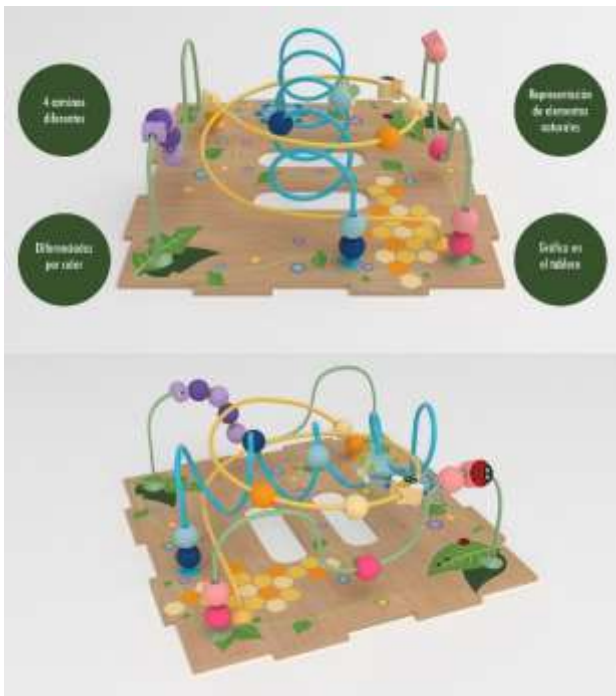 4 caminos
diferentes
Representación
de elementos
naturales
Diferenciados
por color
Gráfica en
el tablero